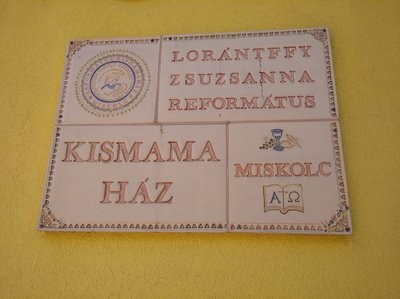 LORÁNTFFY
ZSUZSANNA
REFORMÁTUS
KISMAMA
HÁZ
MISKOLC
Α Ω